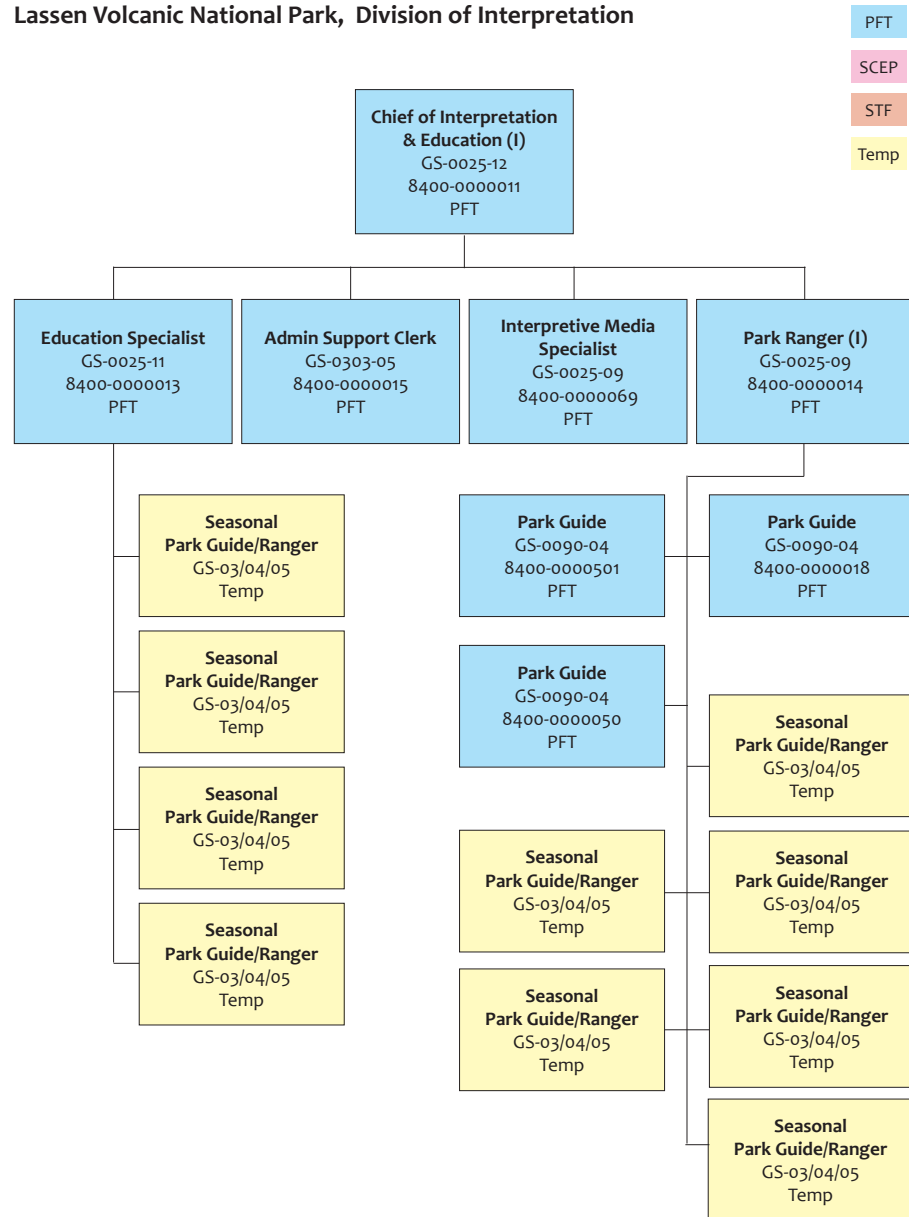 Lassen Volcanic National Park, Division of Interpretation
PFT
SCEP
STF
Temp
Chief of Interpretation
& Education (I)
GS-0025-12
8400-0000011
PFT
Education Specialist
GS-0025-11
8400-0000013
PFT
Admin Support Clerk
GS-0303-05
8400-0000015
PFT
Interpretive Media
Specialist
GS-0025-09
8400-0000069
PFT
Park Ranger (I)
GS-0025-09
8400-0000014
PFT
Seasonal
Park Guide/Ranger
GS-03/04/05
Temp
Seasonal
Park Guide/Ranger
GS-03/04/05
Temp
Seasonal
Park Guide/Ranger
GS-03/04/05
Temp
Seasonal
Park Guide/Ranger
GS-03/04/05
Temp
Park Guide
GS-0090-04
8400-0000501
PFT
Park Guide
GS-0090-04
8400-0000018
PFT
Park Guide
GS-0090-04
8400-0000050
PFT
Seasonal
Park Guide/Ranger
GS-03/04/05
Temp
Seasonal
Park Guide/Ranger
GS-03/04/05
Temp
Seasonal
Park Guide/Ranger
GS-03/04/05
Temp
Seasonal
Park Guide/Ranger
GS-03/04/05
Temp
Seasonal
Park Guide/Ranger
GS-03/04/05
Temp
Seasonal
Park Guide/Ranger
GS-03/04/05
Temp